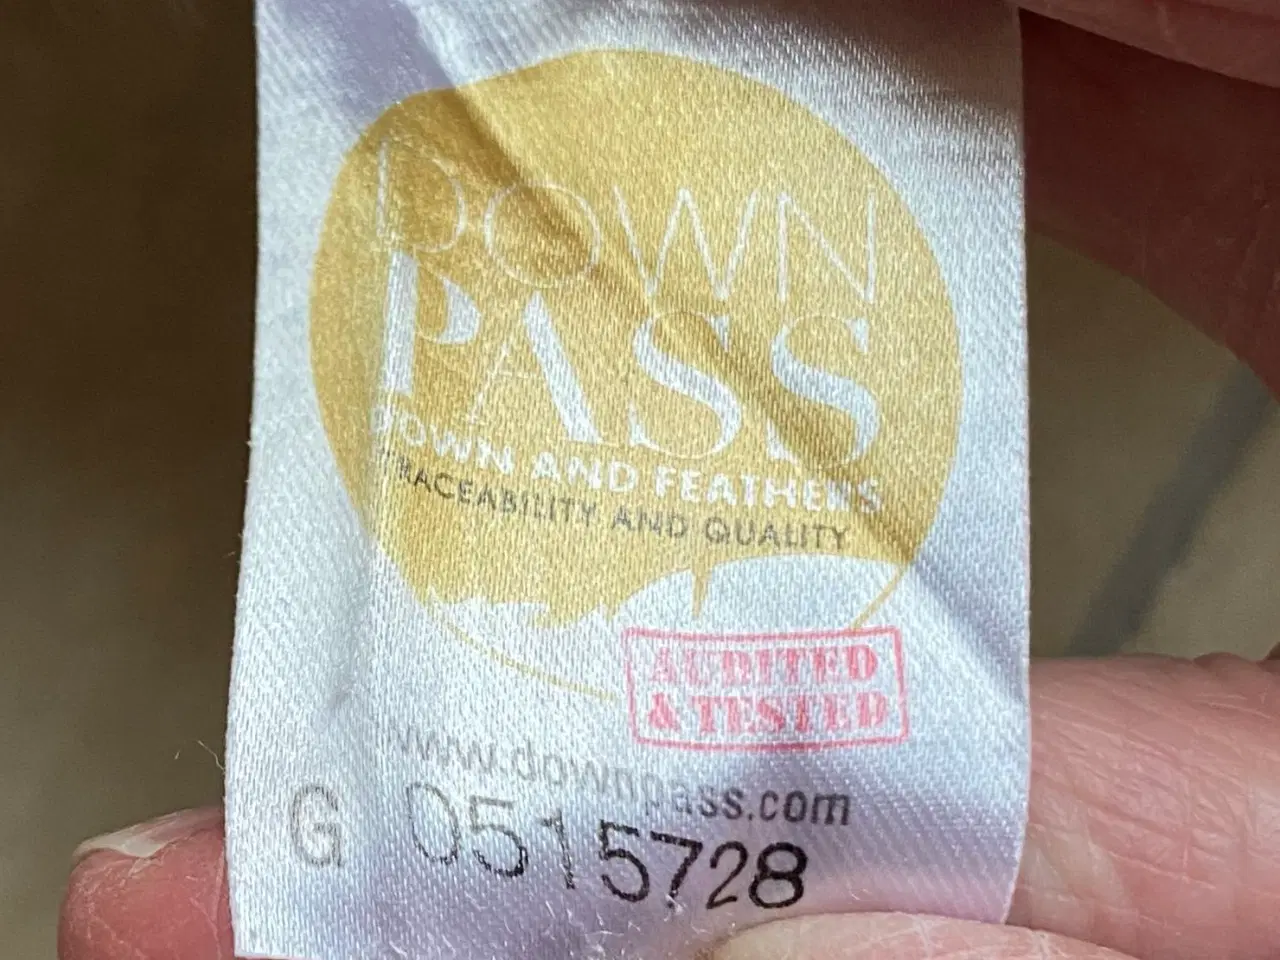 DOWN
PASS
DOWN AND FEATHERS
TRACEABILITY AND QUALITY
AUDITED
& TESTED
www.downpass.com
G 0515728